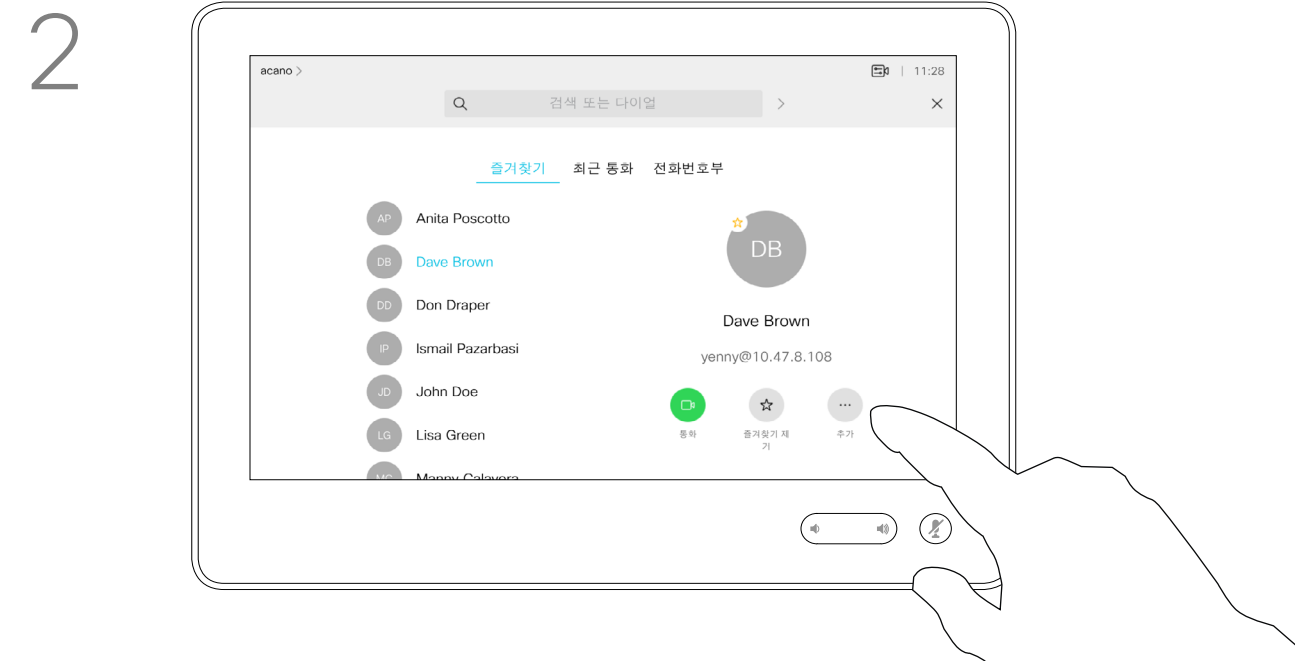 2
acano >
11:28
검색 또는 다이얼
즐겨찾기 최근 통화 전화번호부
AP Anita Poscotto
DB Dave Brown
DD Don Draper
IP Ismail Pazarbasi
JD John Doe
LG Lisa Green
MC Manny Calavera
DB
Dave Brown
yenny@10.47.8.108
통화
즐겨찾기 제
기
추가